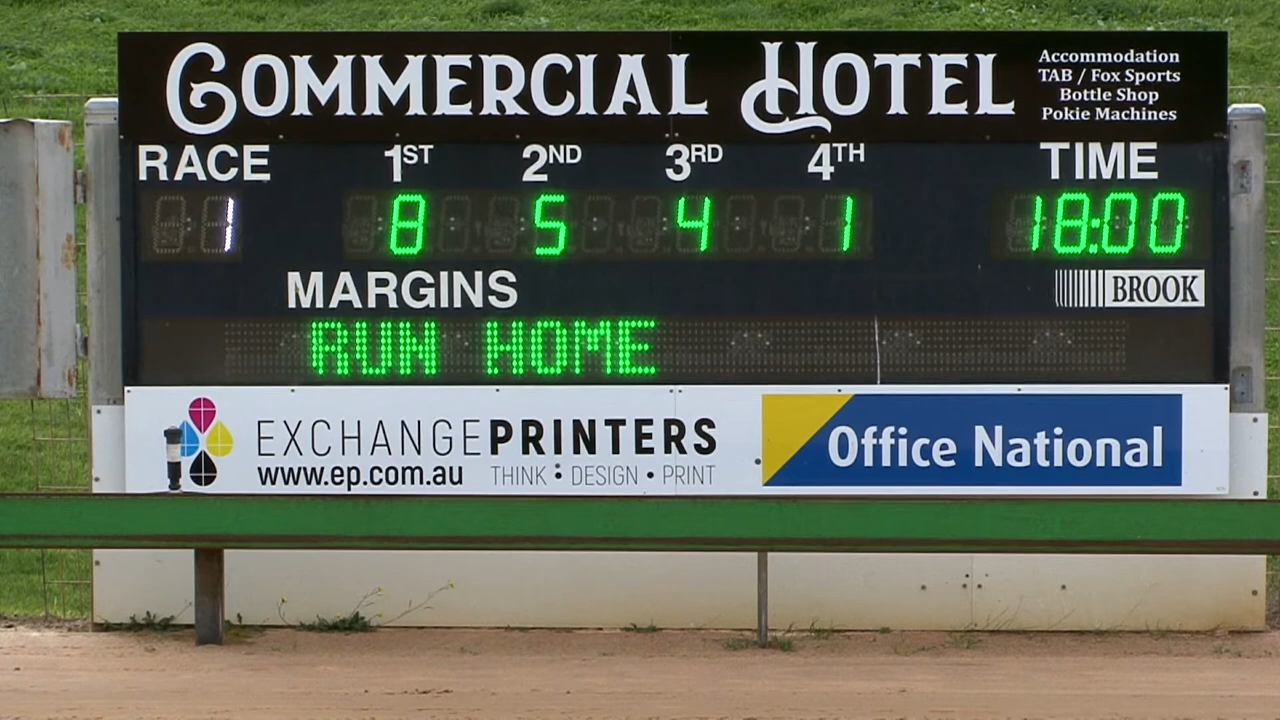 COMMERCIAL HOTEL
Accommodation
TAB / Fox Sports
Bottle Shop
Pokie Machines
RACE 1ST 2ND 3RD 4TH TIME
1 8 5 4 1 18:00
MARGINS
BROOK
RUN HOME
EXCHANGEPRINTERS
www.ep.com.au THINK • DESIGN • PRINT
Office National